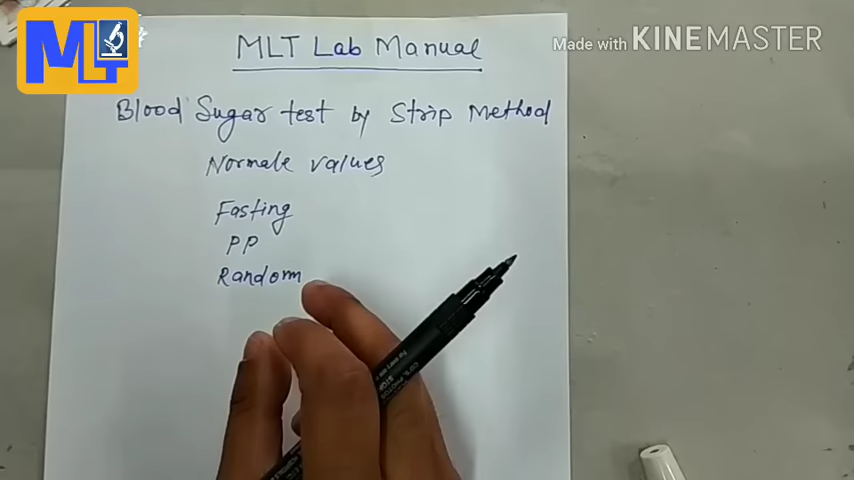 MLT
Made with KINEMASTER
MLT Lab Manual
Blood Sugar test by Strip Method
Normale values
Fasting
PP
Random